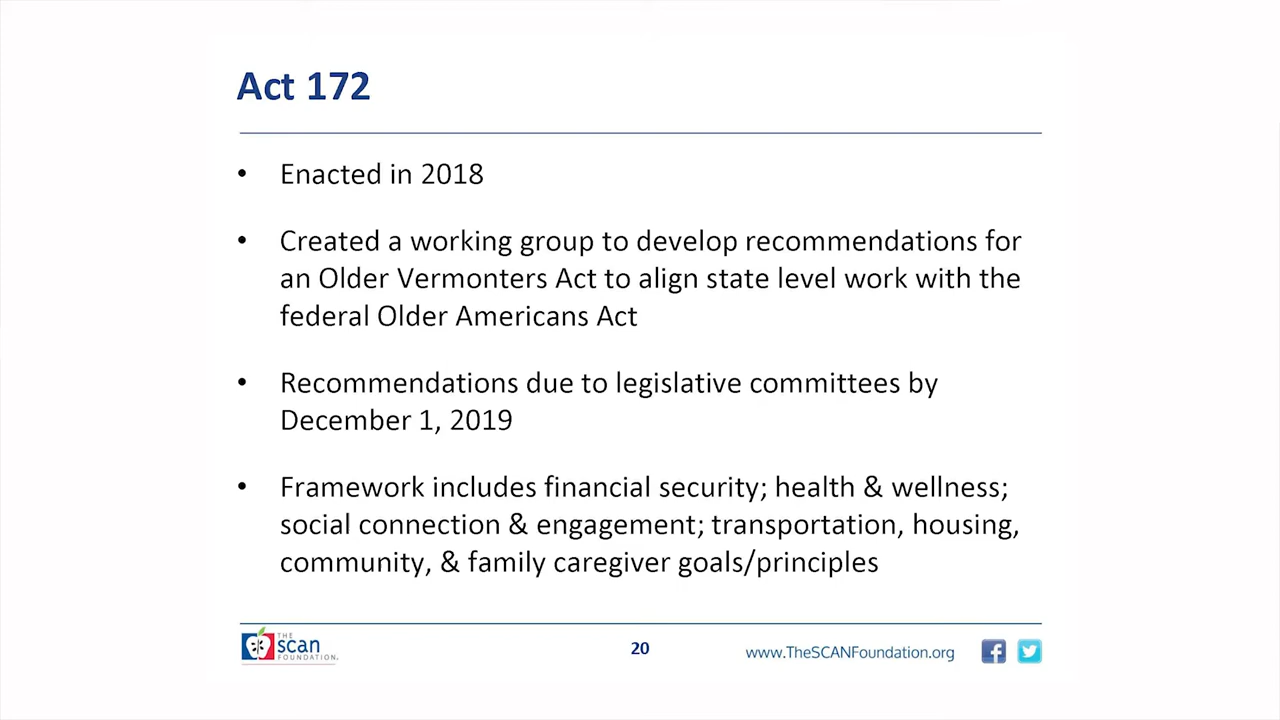 Act 172
• Enacted in 2018
• Created a working group to develop recommendations for
an Older Vermonters Act to align state level work with the
federal Older Americans Act
• Recommendations due to legislative committees by
December 1, 2019
• Framework includes financial security; health & wellness;
social connection & engagement; transportation, housing,
community, & family caregiver goals/principles
THE
scan
FOUNDATION.
20
www.TheSCANFoundation.org